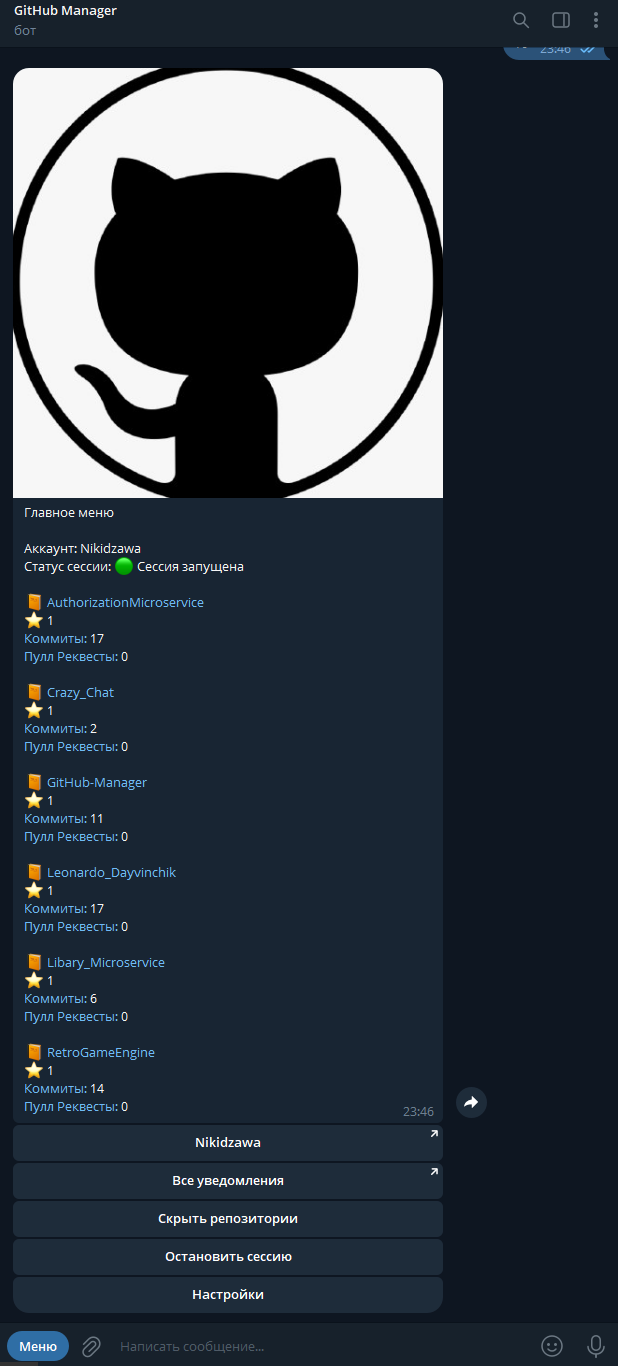 GitHub Manager
бот
23:46
Главное меню
Аккаунт: Nikidzawa
Статус сессии: 🟢 Сессия запущена
📙 AuthorizationMicroservice
⭐ 1
Коммиты: 17
Пулл Реквесты: 0
📙 Crazy_Chat
⭐ 1
Коммиты: 2
Пулл Реквесты: 0
📙 GitHub-Manager
⭐ 1
Коммиты: 11
Пулл Реквесты: 0
📙 Leonardo_Dayvinchik
⭐ 1
Коммиты: 17
Пулл Реквесты: 0
📙 Libary_Microservice
⭐ 1
Коммиты: 6
Пулл Реквесты: 0
📙 RetroGameEngine
⭐ 1
Коммиты: 14
Пулл Реквесты: 0
23:46
Nikidzawa
Все уведомления
Скрыть репозитории
Остановить сессию
Настройки
Меню
Написать сообщение...